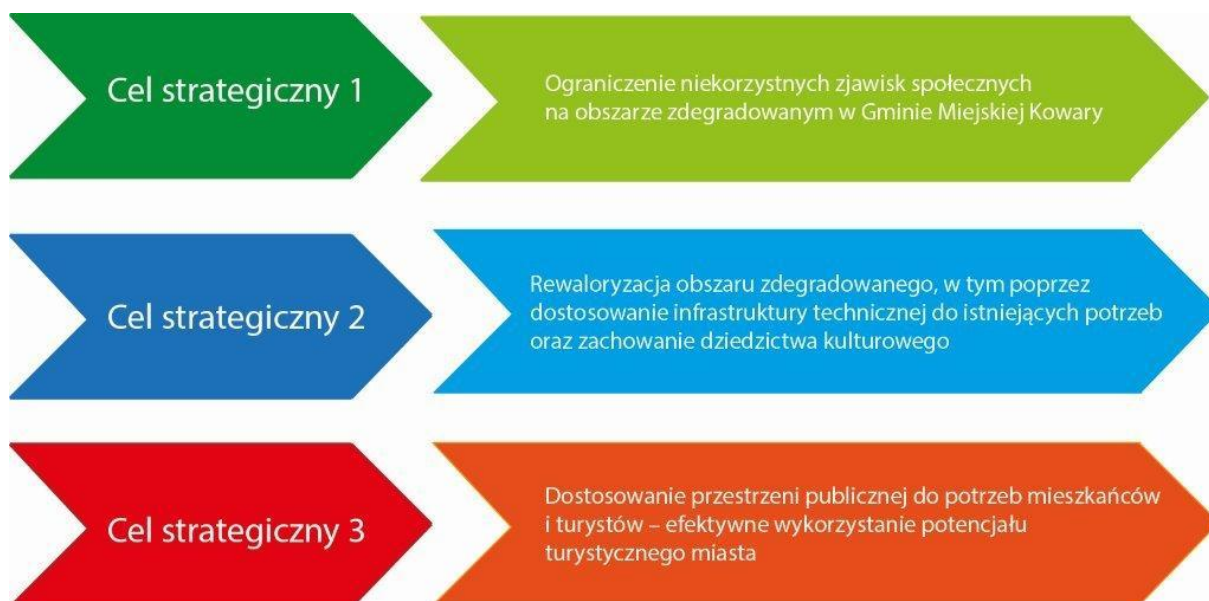 Cel strategiczny 1
Ograniczenie niekorzystnych zjawisk społecznych
na obszarze zdegradowanym w Gminie Miejskiej Kowary
Cel strategiczny 2
Rewaloryzacja obszaru zdegradowanego, w tym poprzez
dostosowanie infrastruktury technicznej do istniejących potrzeb
oraz zachowanie dziedzictwa kulturowego
Cel strategiczny 3
Dostosowanie przestrzeni publicznej do potrzeb mieszkańców
i turystów – efektywne wykorzystanie potencjału
turystycznego miasta